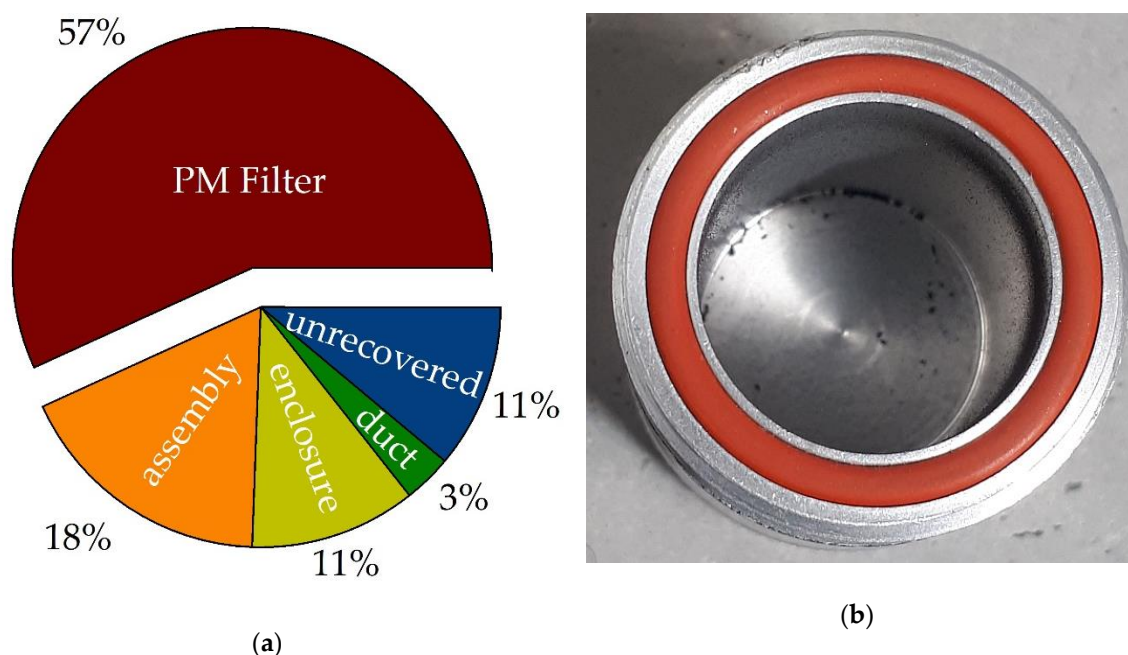 57%
PM Filter
unrecovered
11%
duct
3%
enclosure
11%
assembly
18%
(a)
(b)